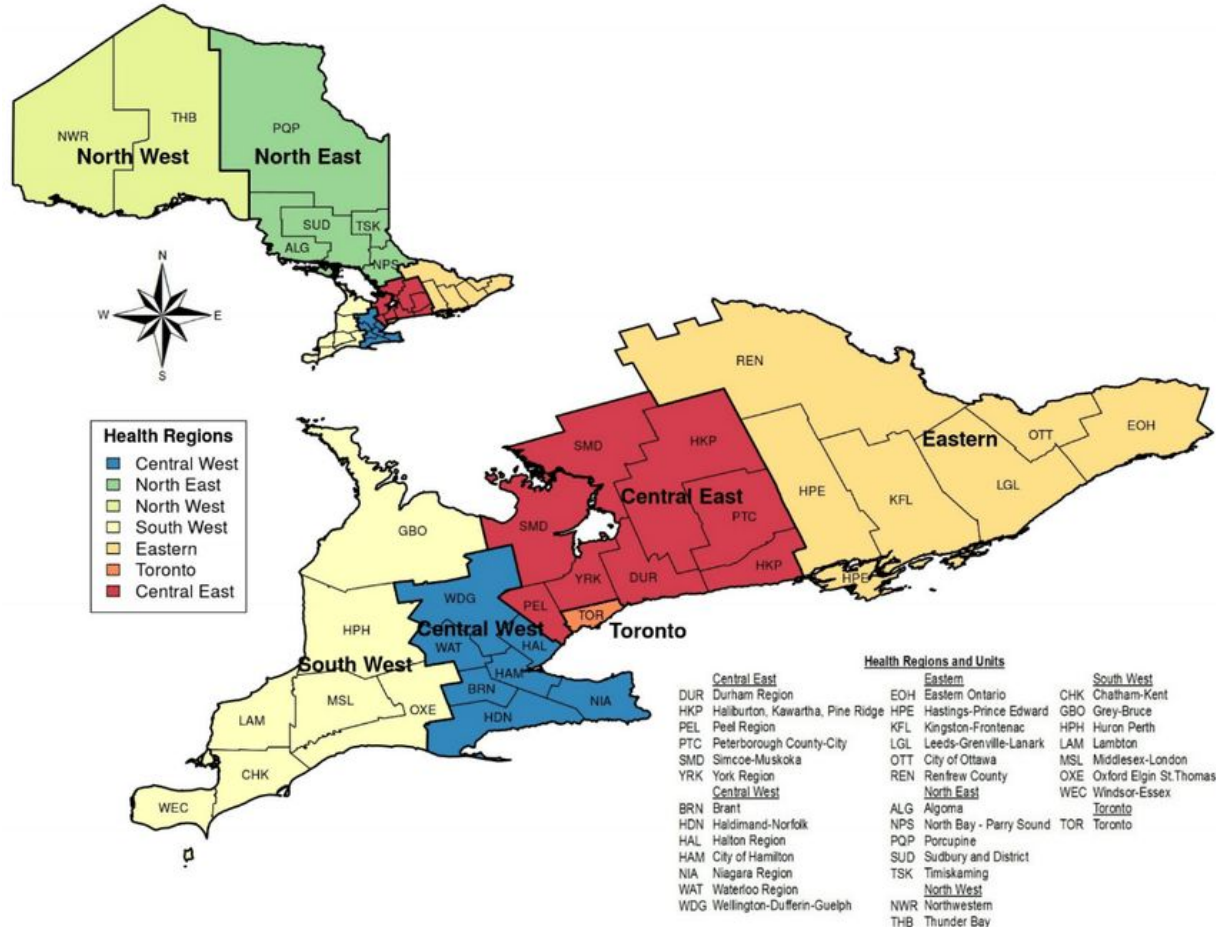 THB
NWR
PQP
North West
North East
SUD
TSK
ALG
NPS
N
W
E
S
REN
Health Regions
Central West
North East
North West
South West
Eastern
Toronto
Central East
SMD
HKP
OTT
EOH
Eastern
HPE
KFL
LGL
Central East
PTC
GBO
SMD
YRK
DUR
HKP
HPE
WDG
PEL
TOR
Toronto
HPH
Central West
WAT
HAL
South West
HAM
MSL
BRN
NIA
OXE
LAM
HDN
CHK
WEC
Health Regions and Units
Central East
DUR Durham Region
HKP Haliburton, Kawartha, Pine Ridge
PEL Peel Region
PTC Peterborough County-City
SMD Simcoe-Muskoka
YRK York Region
Central West
BRN Brant
HDN Haldimand-Norfolk
HAL Halton Region
HAM City of Hamilton
NIA Niagara Region
WAT Waterloo Region
WDG Wellington-Dufferin-Guelph
Eastern
EOH Eastern Ontario
HPE Hastings-Prince Edward
KFL Kingston-Frontenac
LGL Leeds-Grenville-Lanark
OTT City of Ottawa
REN Renfrew County
North East
ALG Algoma
NPS North Bay - Parry Sound
PQP Porcupine
SUD Sudbury and District
TSK Timiskaming
North West
NWR Northwestern
THB Thunder Bay
South West
CHK Chatham-Kent
GBO Grey-Bruce
HPH Huron Perth
LAM Lambton
MSL Middlesex-London
OXE Oxford Elgin St.Thomas
WEC Windsor-Essex
Toronto
TOR Toronto